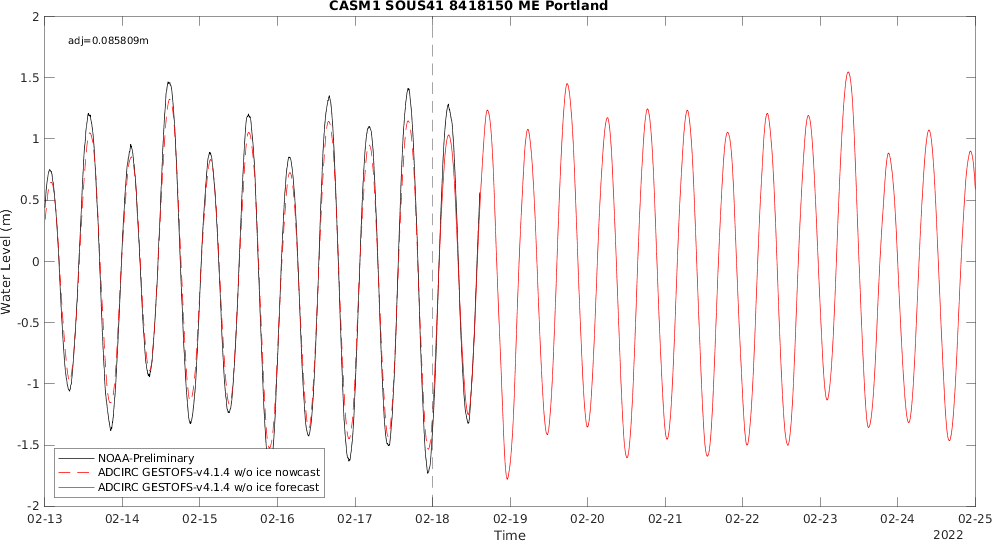 CASM1 SOUS41 8418150 ME Portland
adj=0.085809m
2
1.5
1
0.5
0
-0.5
-1
-1.5
-2
Water Level (m)
NOAA-Preliminary
ADCIRC GESTOFS-v4.1.4 w/o ice nowcast
ADCIRC GESTOFS-v4.1.4 w/o ice forecast
02-13 02-14 02-15 02-16 02-17 02-18 02-19 02-20 02-21 02-22 02-23 02-24 02-25
Time
2022